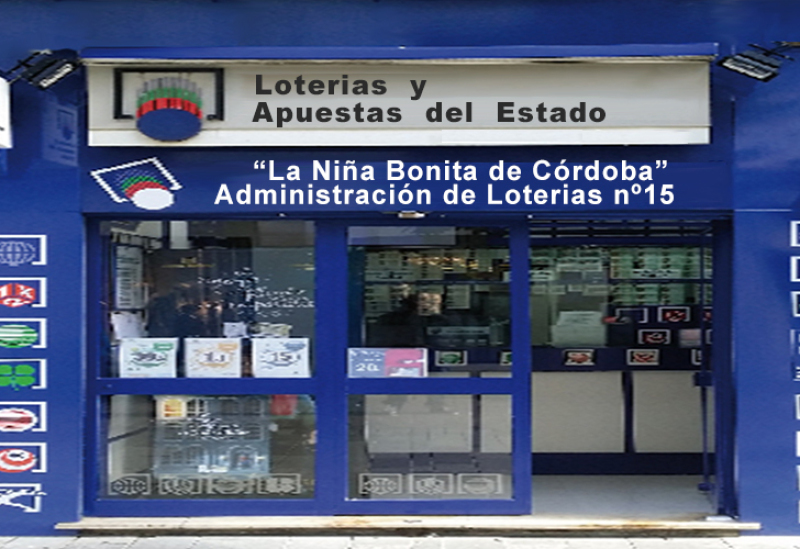 Loterias y
Apuestas del Estado
“La Niña Bonita de Córdoba”
Administración de Loterias nº15